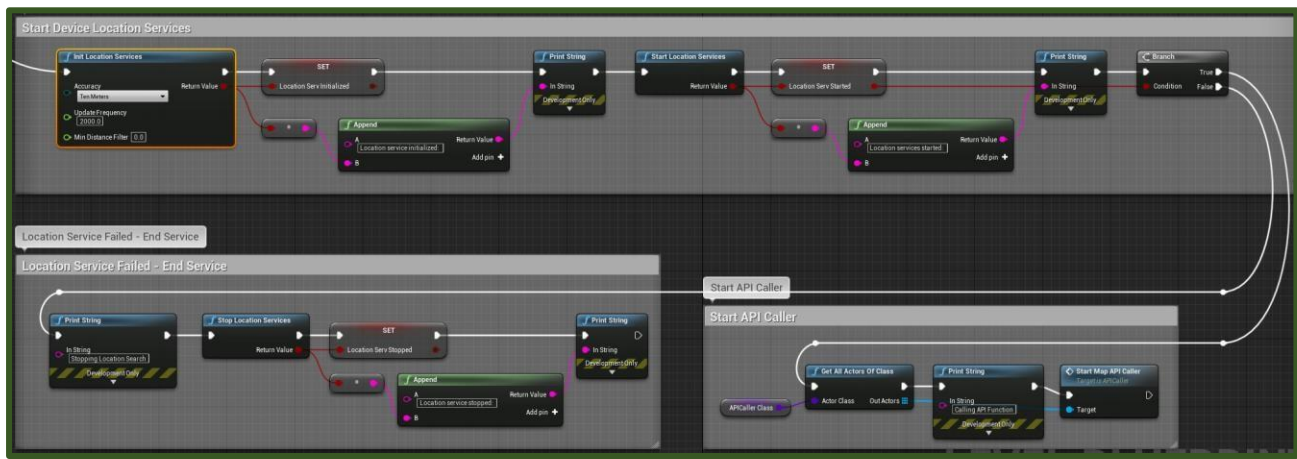 Start Device Location Services
Init Location Services
Accuracy
Ten Meters
Return Value
Update Frequency
2000.0
Min Distance Filter 0.0
SET
Location Serv Initialized
Append
A
Location service initialized:
B
Return Value
Add pin +
Print String
In String
Development Only
Start Location Services
Return Value
SET
Location Serv Started
Append
A
Location services started:
B
Return Value
Add pin +
Print String
In String
Development Only
Branch
Condition
True
False
Location Service Failed - End Service
Location Service Failed - End Service
Print String
In String
Stopping Location Search
Development Only
Stop Location Services
Return Value
SET
Location Serv Stopped
Append
A
Location service stopped:
B
Return Value
Add pin +
Print String
In String
Development Only
Start API Caller
Start API Caller
APICaller Class
Get All Actors Of Class
Actor Class
Out Actors
Print String
In String
Calling API Function
Development Only
Start Map API Caller
Target is APICaller
Target